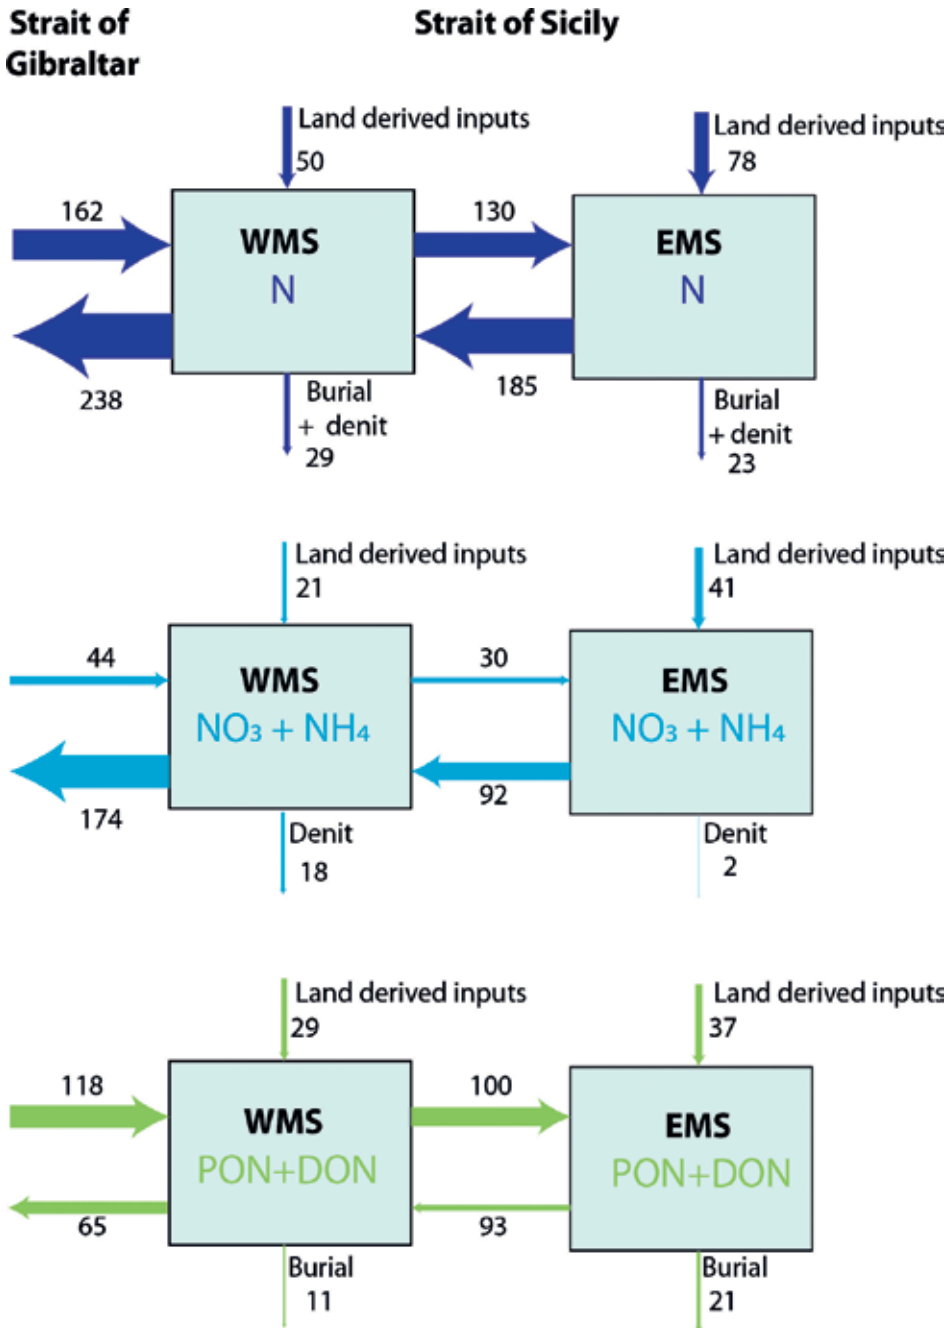 Strait of
Gibraltar
Strait of Sicily
Land derived inputs
50
Land derived inputs
78
162
WMS
N
130
EMS
N
238
185
Burial
+ denit
29
Burial
+ denit
23
Land derived inputs
21
Land derived inputs
41
44
WMS
NO₃ + NH₄
30
EMS
NO₃ + NH₄
174
92
Denit
18
Denit
2
Land derived inputs
29
Land derived inputs
37
118
WMS
PON+DON
100
EMS
PON+DON
65
93
Burial
11
Burial
21